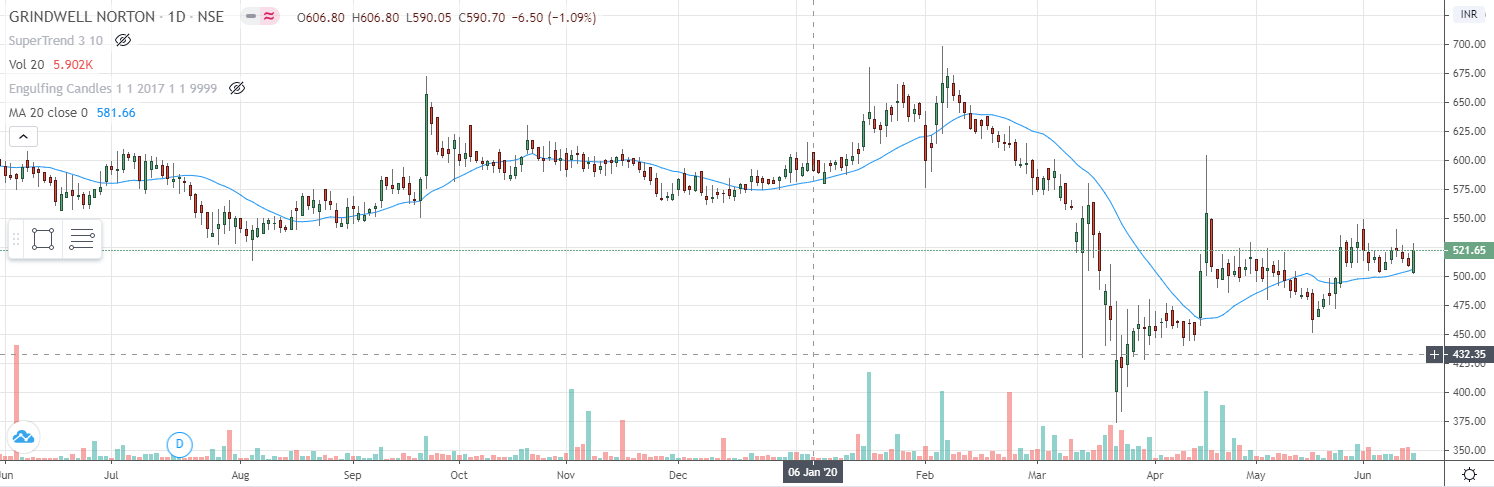 GRINDWELL NORTON · 1D · NSE O606.80 H606.80 L590.05 C590.70 −6.50 (−1.09%) INR
SuperTrend 3 10
Vol 20 5.902K
Engulfing Candles 1 1 2017 1 1 9999
MA 20 close 0 581.66
700.00
675.00
650.00
625.00
600.00
575.00
550.00
521.65
500.00
475.00
450.00
432.35
425.00
400.00
375.00
350.00
D
Jun Jul Aug Sep Oct Nov Dec 06 Jan '20 Feb Mar Apr May Jun